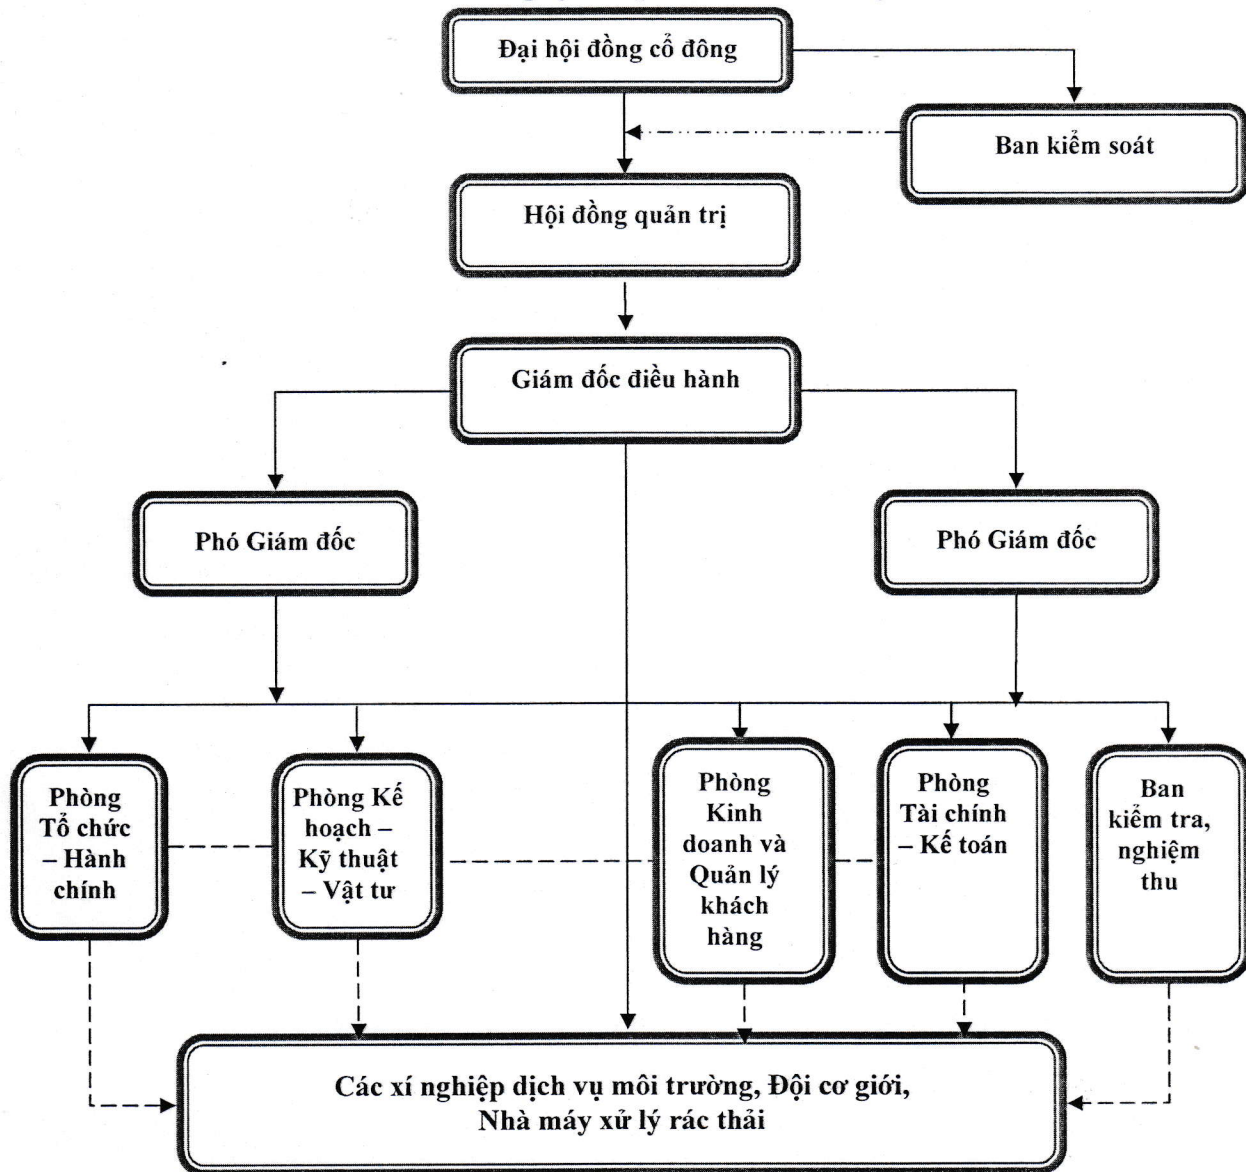 Đại hội đồng cổ đông
Ban kiểm soát
Hội đồng quản trị
Giám đốc điều hành
Phó Giám đốc
Phó Giám đốc
Phòng
Tổ chức
– Hành
chính
Phòng Kế
hoạch –
Kỹ thuật
– Vật tư
Phòng
Kinh
doanh và
Quản lý
khách
hàng
Phòng
Tài chính
– Kế toán
Ban
kiểm tra,
nghiệm
thu
Các xí nghiệp dịch vụ môi trường, Đội cơ giới,
Nhà máy xử lý rác thải